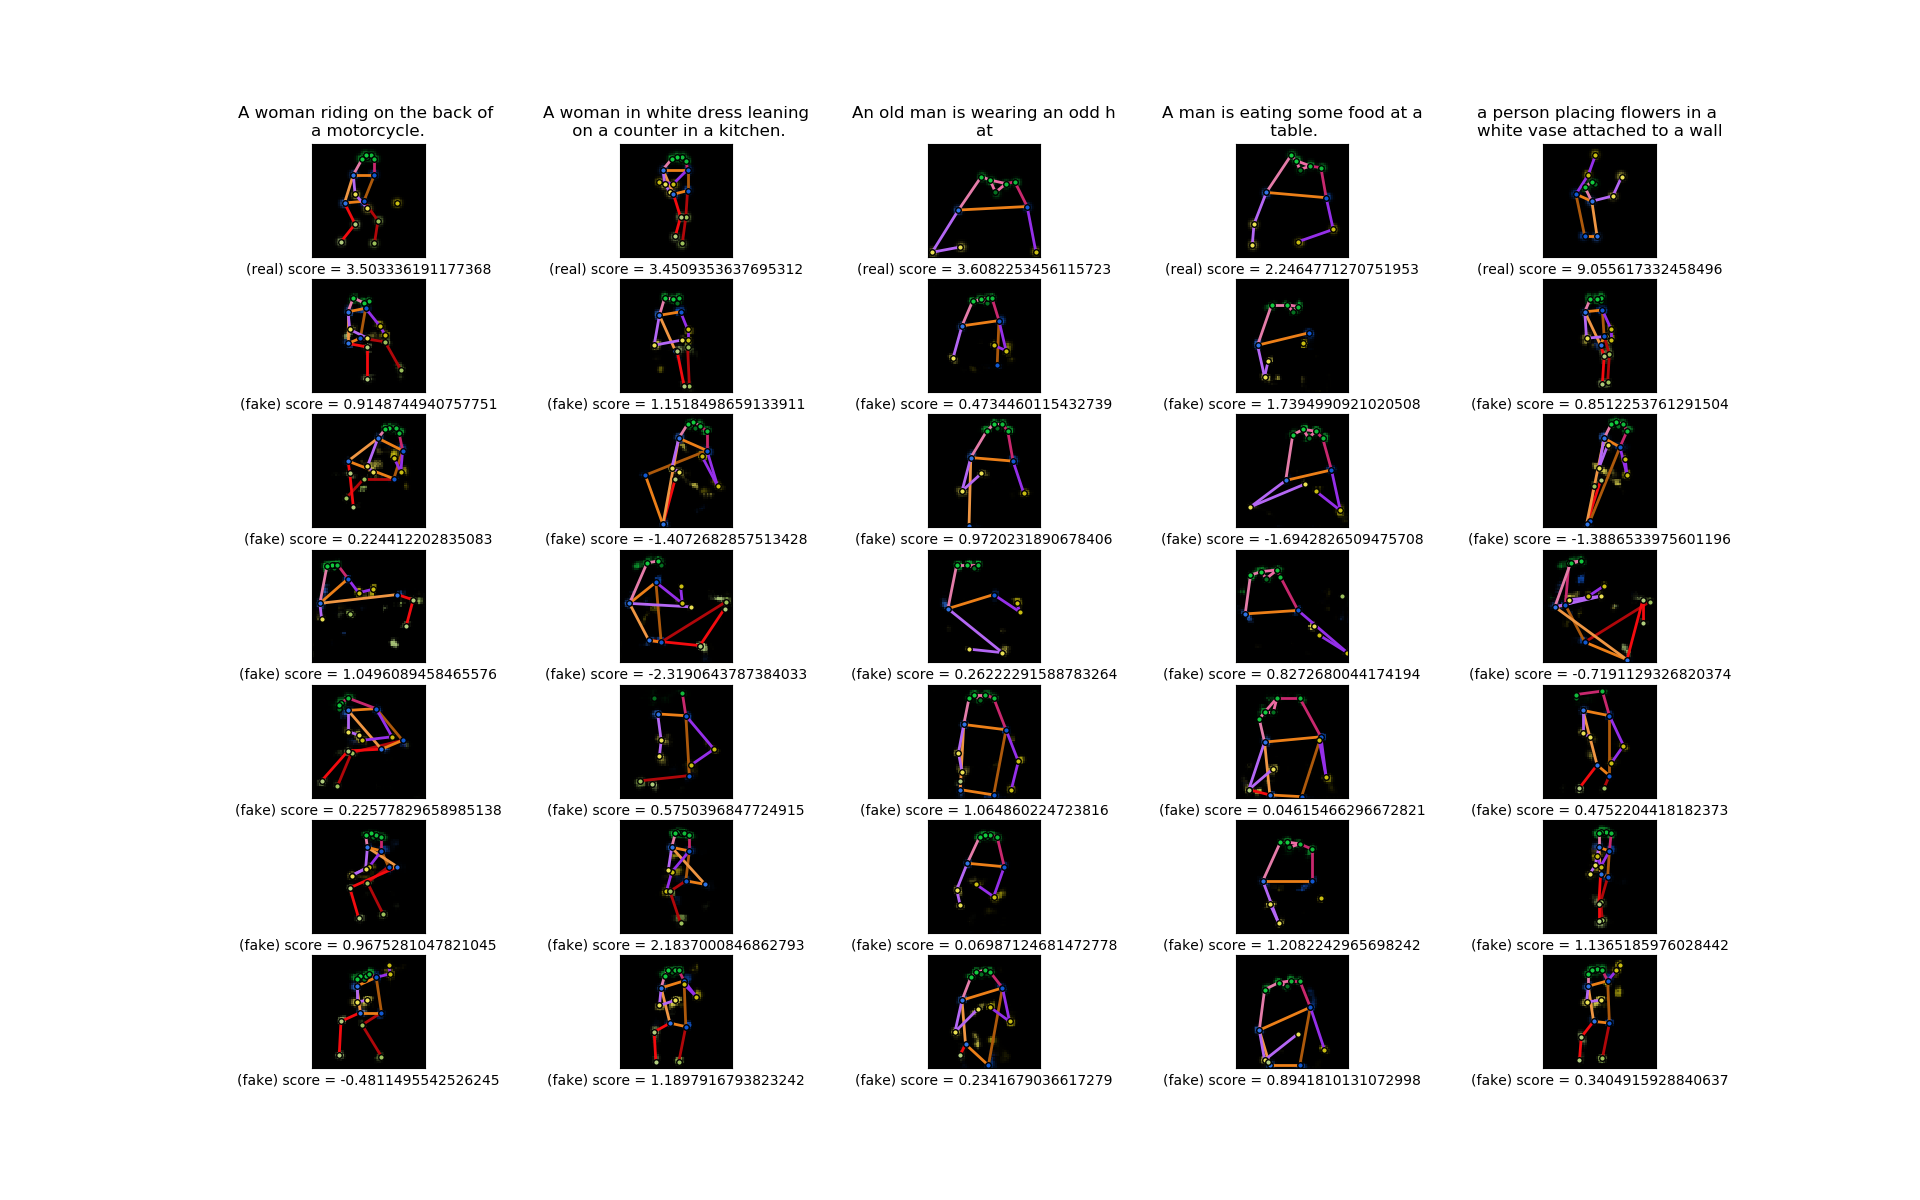 A woman riding on the back of
a motorcycle.
A woman in white dress leaning
on a counter in a kitchen.
An old man is wearing an odd h
at
A man is eating some food at a
table.
a person placing flowers in a
white vase attached to a wall
(real) score = 3.503336191177368
(real) score = 3.4509353637695312
(real) score = 3.6082253456115723
(real) score = 2.2464771270751953
(real) score = 9.055617332458496
(fake) score = 0.9148744940757751
(fake) score = 1.1518498659133911
(fake) score = 0.4734460115432739
(fake) score = 1.7394990921020508
(fake) score = 0.8512253761291504
(fake) score = 0.224412202835083
(fake) score = -1.4072682857513428
(fake) score = 0.9720231890678406
(fake) score = -1.6942826509475708
(fake) score = -1.3886533975601196
(fake) score = 1.0496089458465576
(fake) score = -2.3190643787384033
(fake) score = 0.26222291588783264
(fake) score = 0.8272680044174194
(fake) score = -0.7191129326820374
(fake) score = 0.22577829658985138
(fake) score = 0.5750396847724915
(fake) score = 1.064860224723816
(fake) score = 0.04615466296672821
(fake) score = 0.4752204418182373
(fake) score = 0.9675281047821045
(fake) score = 2.1837000846862793
(fake) score = 0.06987124681472778
(fake) score = 1.2082242965698242
(fake) score = 1.1365185976028442
(fake) score = -0.4811495542526245
(fake) score = 1.1897916793823242
(fake) score = 0.2341679036617279
(fake) score = 0.8941810131072998
(fake) score = 0.3404915928840637